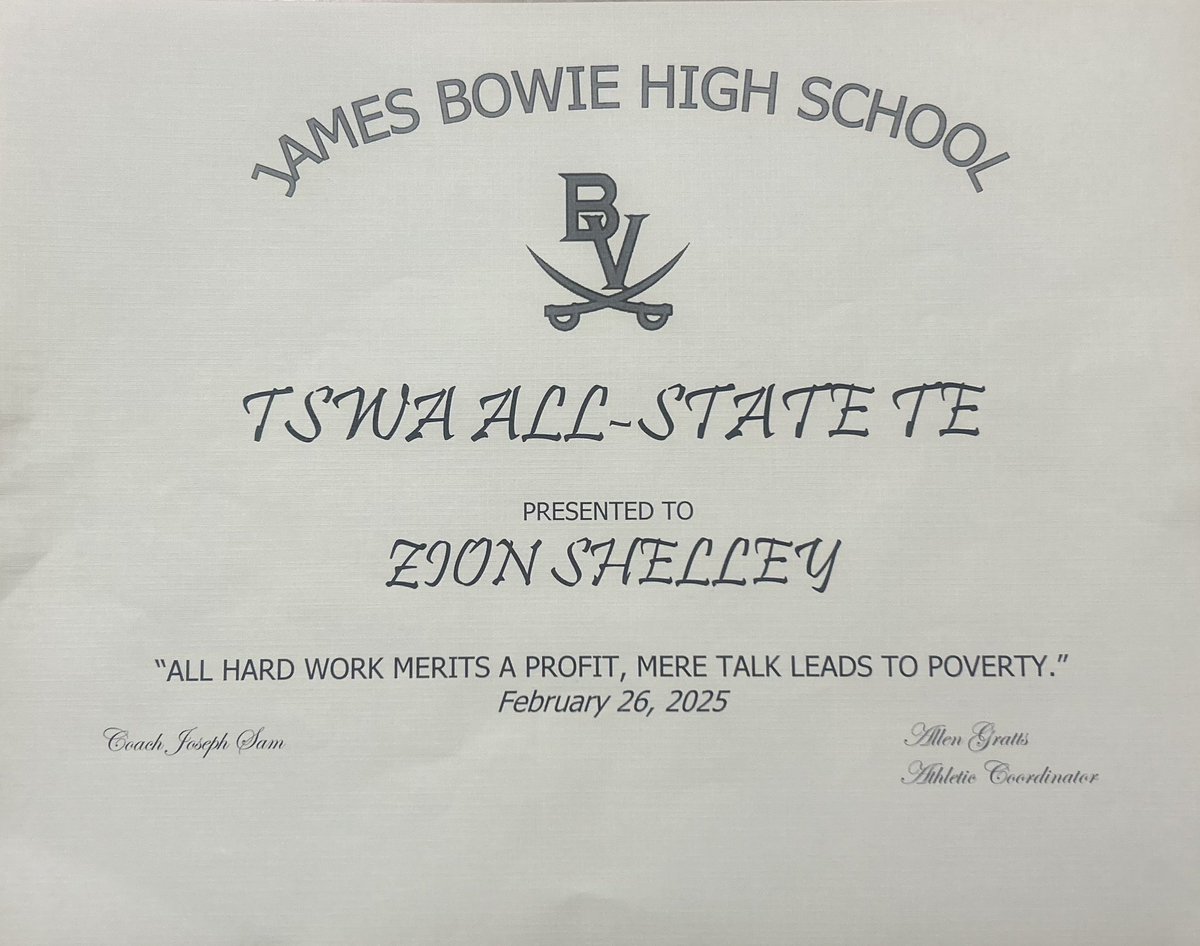 JAMES BOWIE HIGH SCHOOL
BV
TSWA ALL-STATE TE
PRESENTED TO
ZION SHELLEY
“ALL HARD WORK MERITS A PROFIT, MERE TALK LEADS TO POVERTY.”
February 26, 2025
Coach Joseph Sam
Allen Gratts
Athletic Coordinator